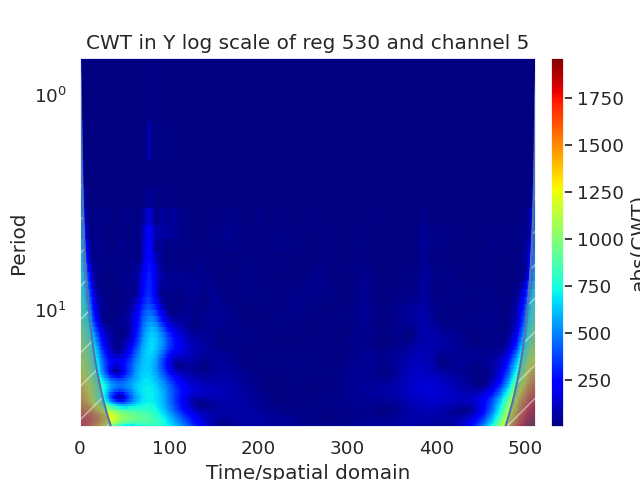 CWT in Y log scale of reg 530 and channel 5
10⁰
10¹
Period
0 100 200 300 400 500
Time/spatial domain
1750
1500
1250
1000
750
500
250
abs(CWT)